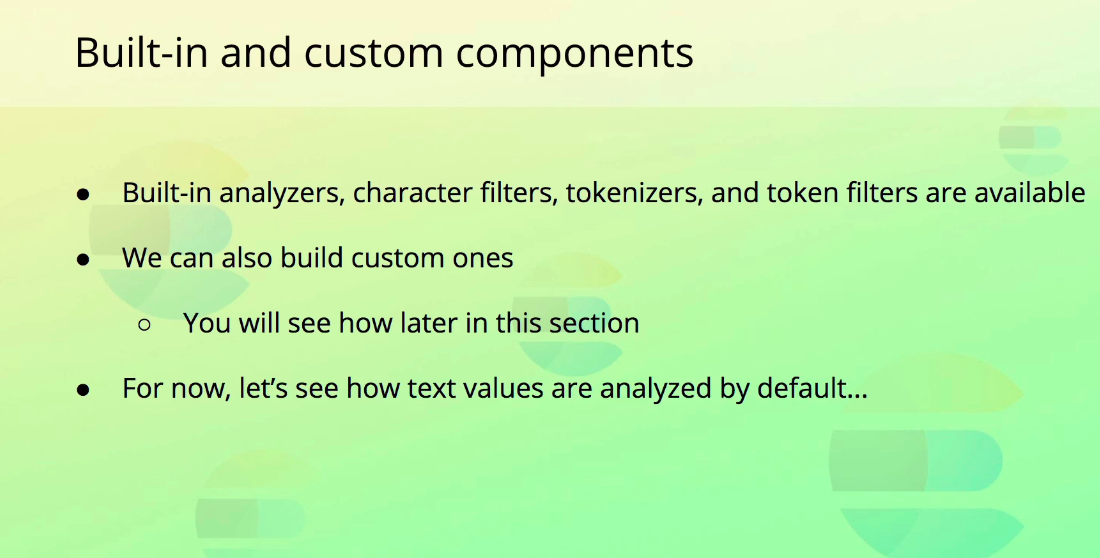 Built-in and custom components
● Built-in analyzers, character filters, tokenizers, and token filters are available
● We can also build custom ones
○ You will see how later in this section
● For now, let’s see how text values are analyzed by default…